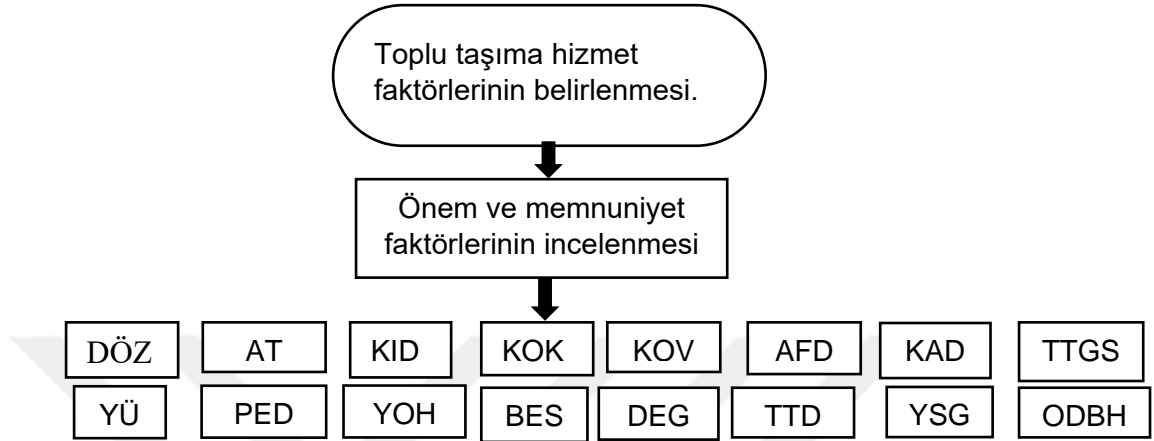 Toplu taşıma hizmet
faktörlerinin belirlenmesi.
Önem ve memnuniyet
faktörlerinin incelenmesi
DÖZ AT KID KOK KOV AFD KAD TTGS
YÜ PED YOH BES DEG TTD YSG ODBH